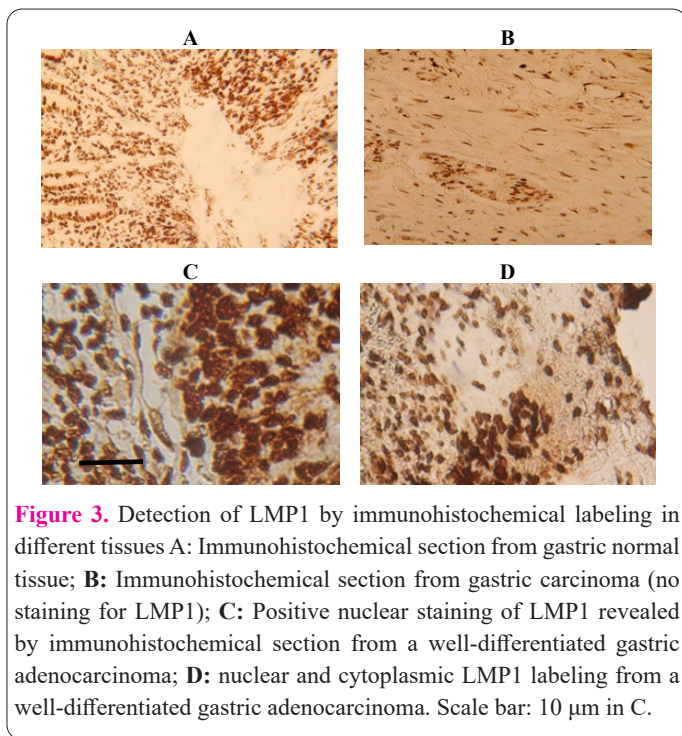 A
B
C
D
Figure 3. Detection of LMP1 by immunohistochemical labeling in
different tissues A: Immunohistochemical section from gastric normal
tissue; B: Immunohistochemical section from gastric carcinoma (no
staining for LMP1); C: Positive nuclear staining of LMP1 revealed
by immunohistochemical section from a well-differentiated gastric
adenocarcinoma; D: nuclear and cytoplasmic LMP1 labeling from a
well-differentiated gastric adenocarcinoma. Scale bar: 10 μm in C.